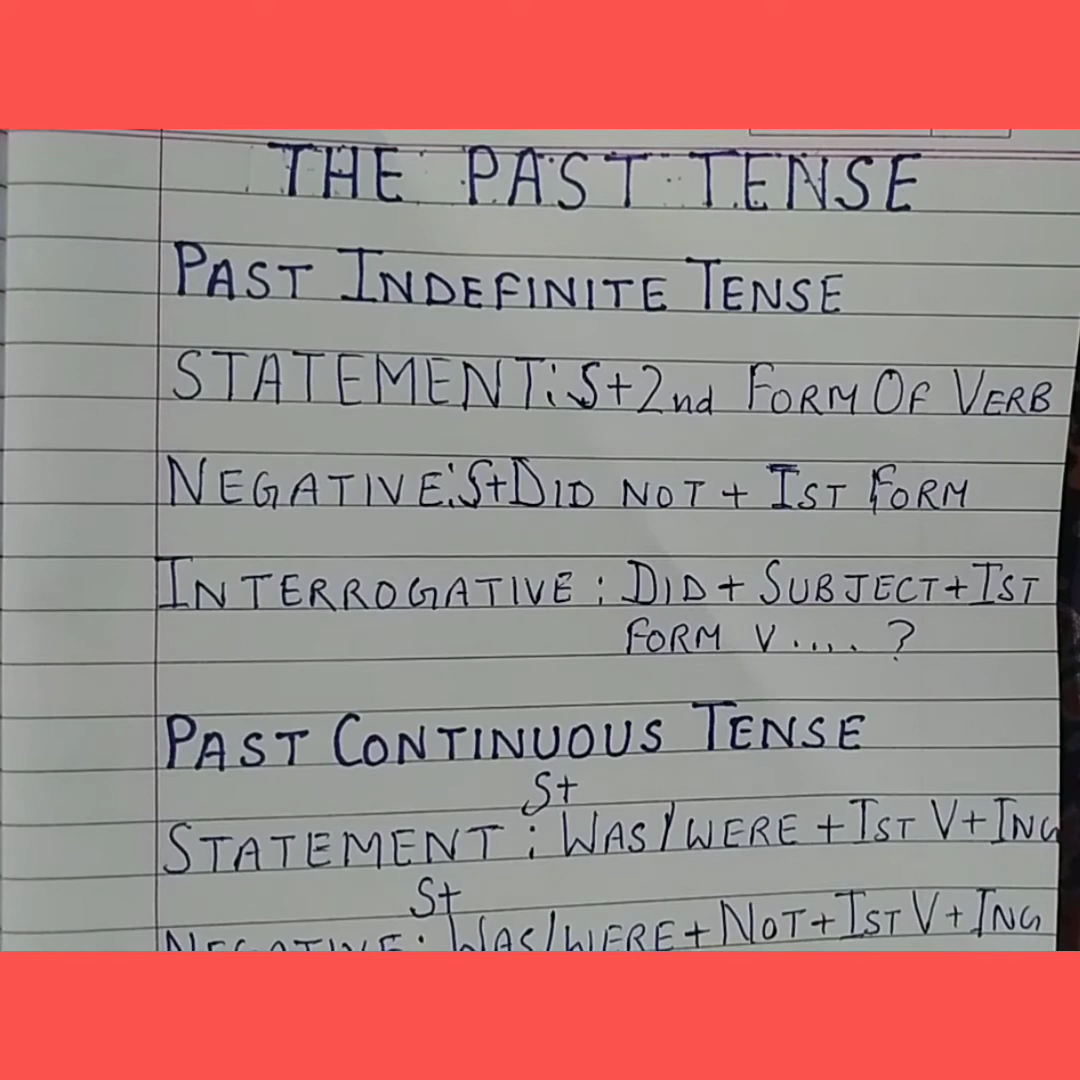 THE PAST TENSE
PAST INDEFINITE TENSE
STATEMENT: S+2nd FORM OF VERB
NEGATIVE: S+DID NOT + IST FORM
INTERROGATIVE : DID + SUBJECT + IST
FORM V ..... ?
PAST CONTINUOUS TENSE
S+
STATEMENT : WAS/WERE + IST V + ING
S+
NEGATIVE : WAS/WERE + NOT + IST V + ING